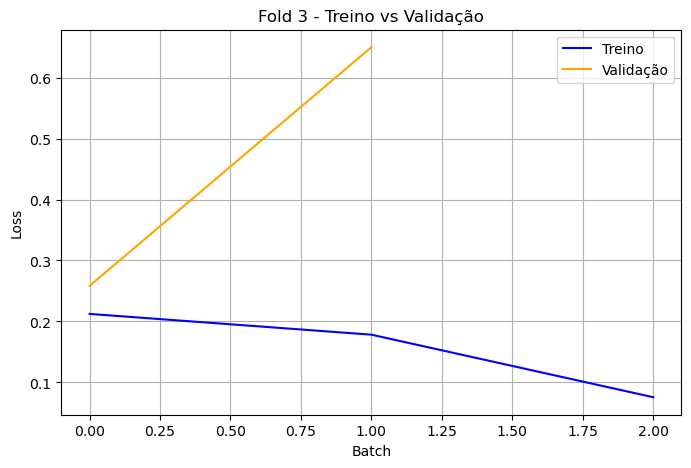 Fold 3 - Treino vs Validação
Treino
Validação
Loss
0.6
0.5
0.4
0.3
0.2
0.1
0.00 0.25 0.50 0.75 1.00 1.25 1.50 1.75 2.00
Batch